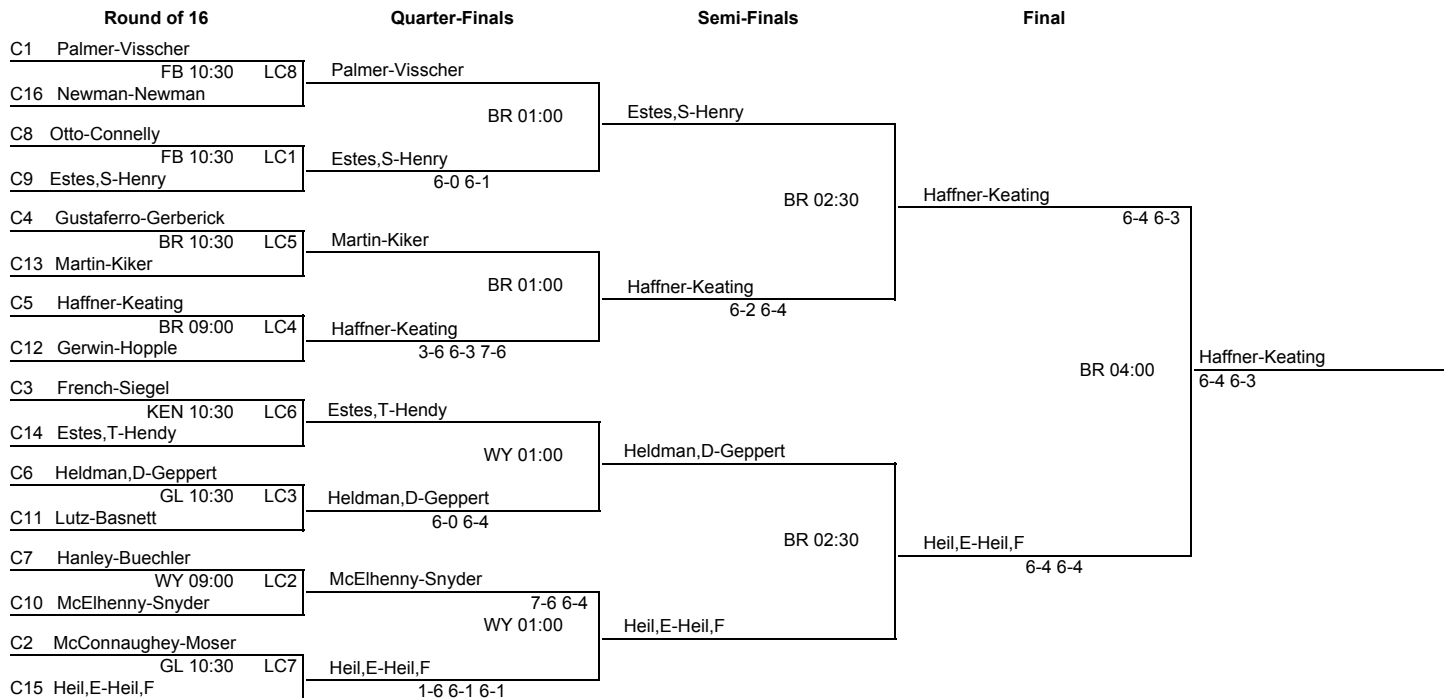 Round of 16 Quarter-Finals Semi-Finals Final
C1 Palmer-Visscher
FB 10:30 LC8 Palmer-Visscher
C16 Newman-Newman
BR 01:00 Estes,S-Henry
C8 Otto-Connelly
FB 10:30 LC1 Estes,S-Henry
C9 Estes,S-Henry 6-0 6-1
BR 02:30 Haffner-Keating
C4 Gustaferro-Gerberick 6-4 6-3
BR 10:30 LC5 Martin-Kiker
C13 Martin-Kiker
BR 01:00 Haffner-Keating
C5 Haffner-Keating 6-2 6-4
BR 09:00 LC4 Haffner-Keating
C12 Gerwin-Hopple 3-6 6-3 7-6
BR 04:00 Haffner-Keating
6-4 6-3
C3 French-Siegel
KEN 10:30 LC6 Estes,T-Hendy
C14 Estes,T-Hendy
WY 01:00 Heldman,D-Geppert
C6 Heldman,D-Geppert
GL 10:30 LC3 Heldman,D-Geppert
C11 Lutz-Basnett 6-0 6-4
BR 02:30 Heil,E-Heil,F
C7 Hanley-Buechler 6-4 6-4
WY 09:00 LC2 McElhenny-Snyder
C10 McElhenny-Snyder 7-6 6-4
WY 01:00 Heil,E-Heil,F
C2 McConnaughey-Moser
GL 10:30 LC7 Heil,E-Heil,F
C15 Heil,E-Heil,F 1-6 6-1 6-1